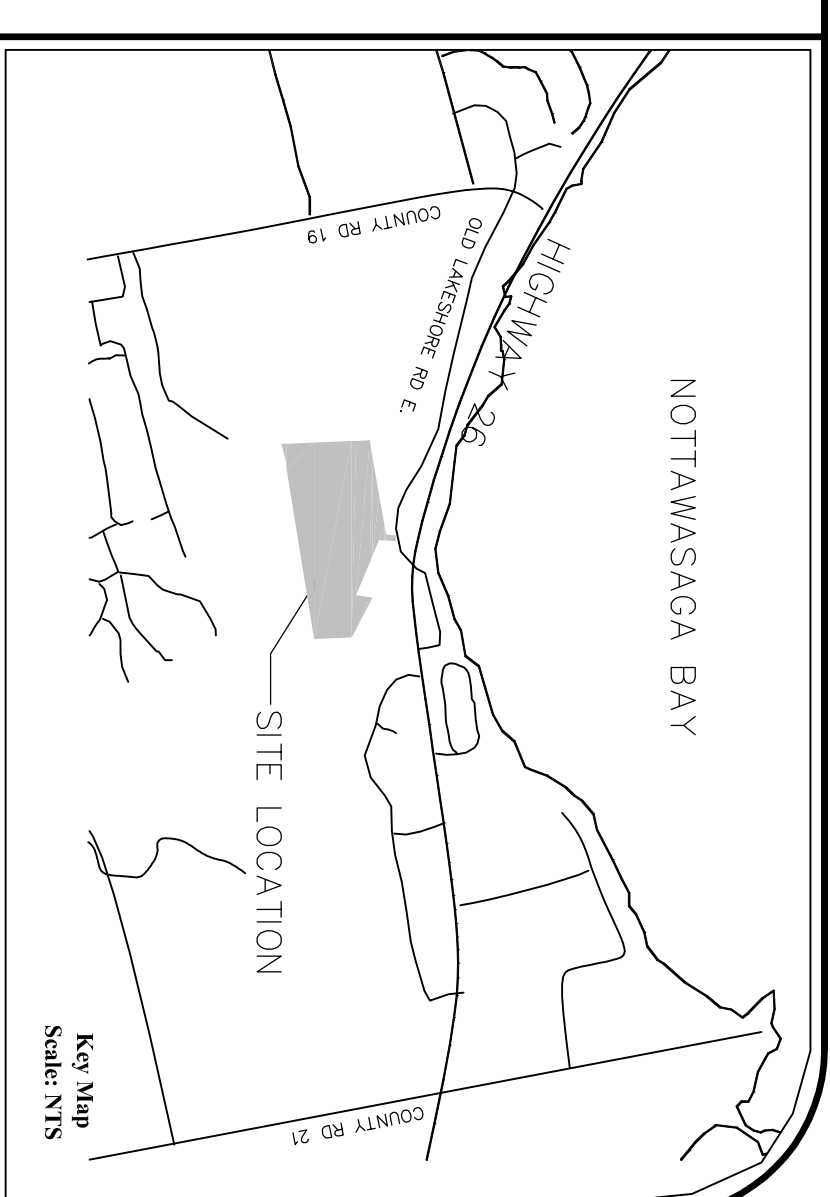 NOTTAWASAGA BAY
HIGHWAY 26
OLD LAKESHORE RD E.
COUNTY RD 19
SITE LOCATION
COUNTY RD 21
Key Map
Scale: NTS